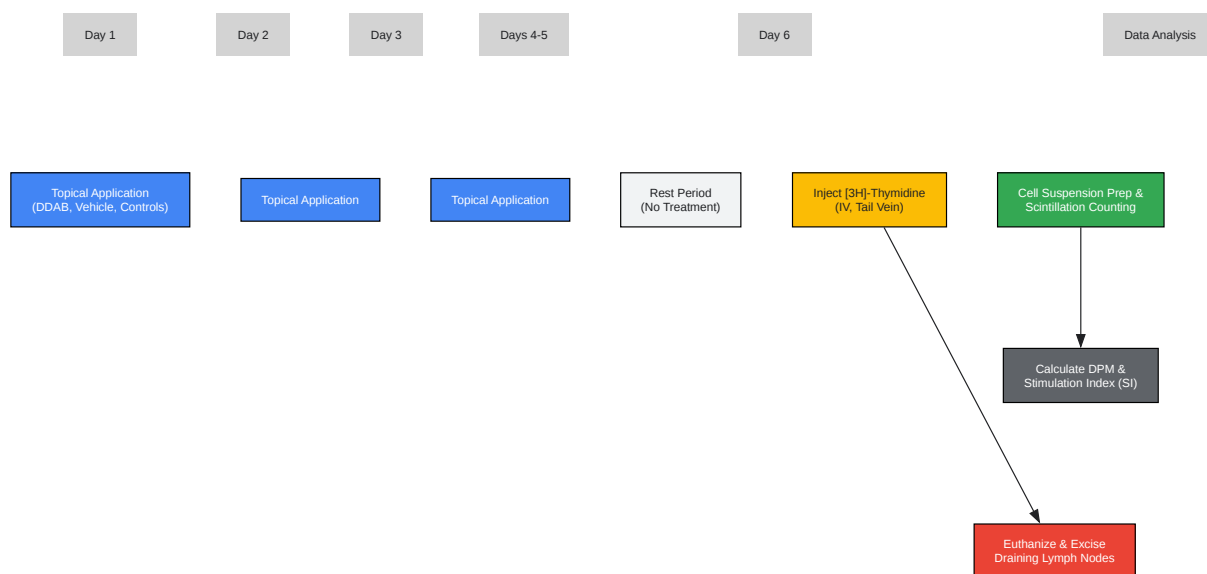 Day 1
Day 2
Day 3
Days 4-5
Day 6
Data Analysis
Topical Application
(DDAB, Vehicle, Controls)
Topical Application
Topical Application
Rest Period
(No Treatment)
Inject [3H]-Thymidine
(IV, Tail Vein)
Cell Suspension Prep &
Scintillation Counting
Calculate DPM &
Stimulation Index (SI)
Euthanize & Excise
Draining Lymph Nodes